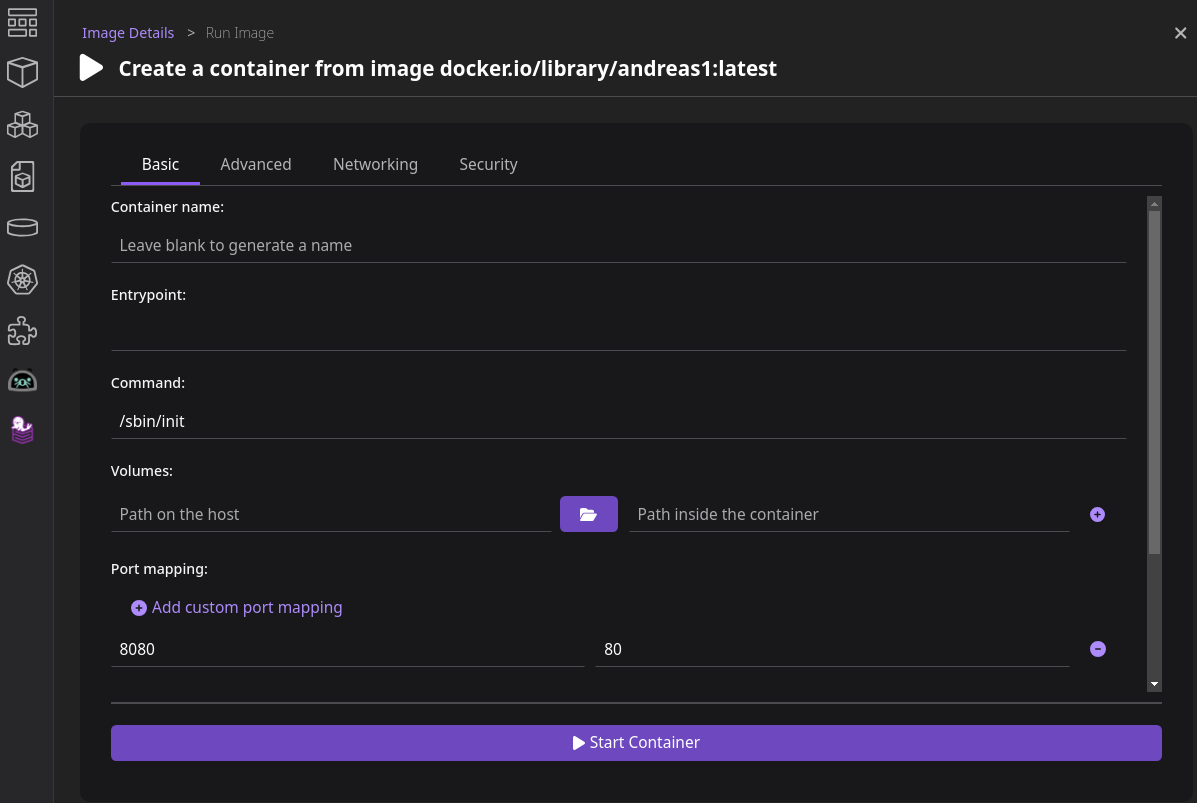 Image Details > Run Image
Create a container from image docker.io/library/andreas1:latest
Basic Advanced Networking Security
Container name:
Leave blank to generate a name
Entrypoint:
Command:
/sbin/init
Volumes:
Path on the host Path inside the container
Port mapping:
Add custom port mapping
8080 80
Start Container